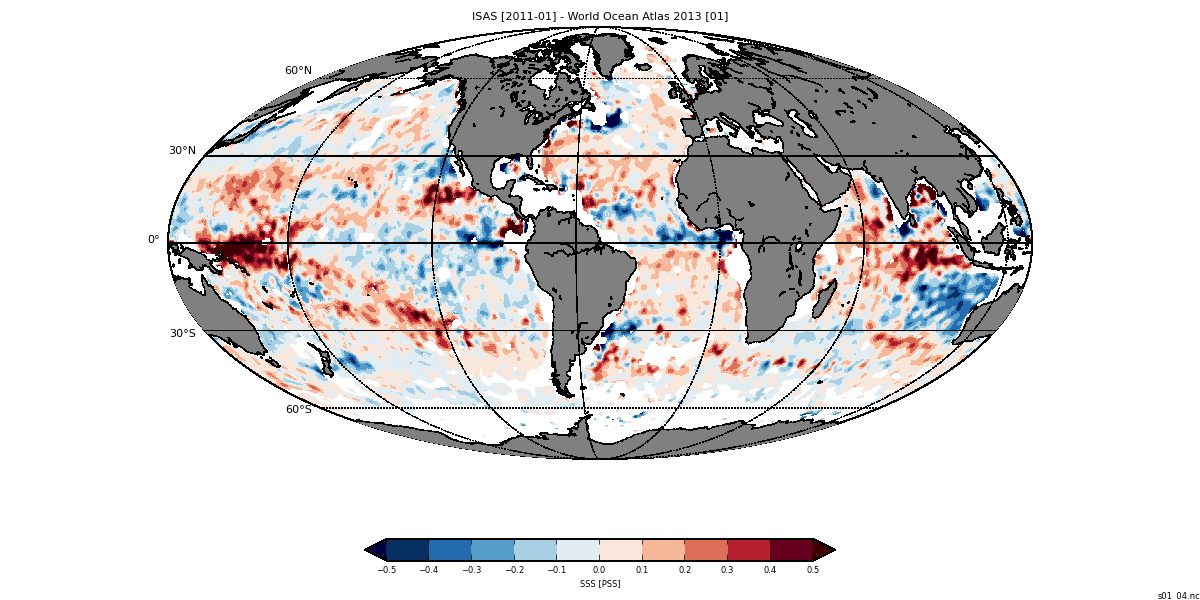 ISAS [2011-01] - World Ocean Atlas 2013 [01]
60°N
30°N
0°
30°S
60°S
−0.5 −0.4 −0.3 −0.2 −0.1 0.0 0.1 0.2 0.3 0.4 0.5
SSS [PSS]
s01_04.nc